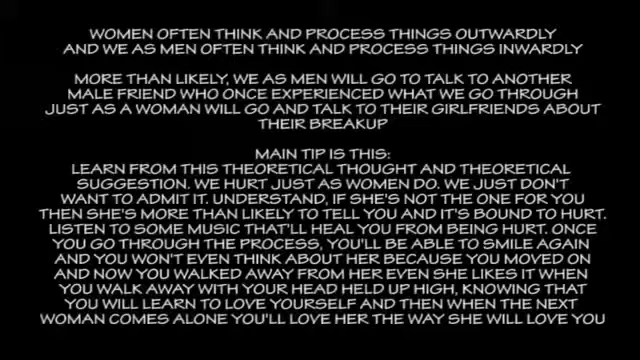 WOMEN OFTEN THINK AND PROCESS THINGS OUTWARDLY
AND WE AS MEN OFTEN THINK AND PROCESS THINGS INWARDLY
MORE THAN LIKELY, WE AS MEN WILL GO TO TALK TO ANOTHER
MALE FRIEND WHO ONCE EXPERIENCED WHAT WE GO THROUGH
JUST AS A WOMAN WILL GO AND TALK TO THEIR GIRLFRIENDS ABOUT
THEIR BREAKUP
MAIN TIP IS THIS:
LEARN FROM THIS THEORETICAL THOUGHT AND THEORETICAL
SUGGESTION. WE HURT JUST AS WOMEN DO. WE JUST DON'T
WANT TO ADMIT IT. UNDERSTAND, IF SHE'S NOT THE ONE FOR YOU
THEN SHE'S MORE THAN LIKELY TO TELL YOU AND IT'S BOUND TO HURT.
LISTEN TO SOME MUSIC THAT'LL HEAL YOU FROM BEING HURT. ONCE
YOU GO THROUGH THE PROCESS, YOU'LL BE ABLE TO SMILE AGAIN
AND YOU WON'T EVEN THINK ABOUT HER BECAUSE YOU MOVED ON
AND NOW YOU WALKED AWAY FROM HER EVEN SHE LIKES IT WHEN
YOU WALK AWAY WITH YOUR HEAD HELD UP HIGH, KNOWING THAT
YOU WILL LEARN TO LOVE YOURSELF AND THEN WHEN THE NEXT
WOMAN COMES ALONE YOU'LL LOVE HER THE WAY SHE WILL LOVE YOU